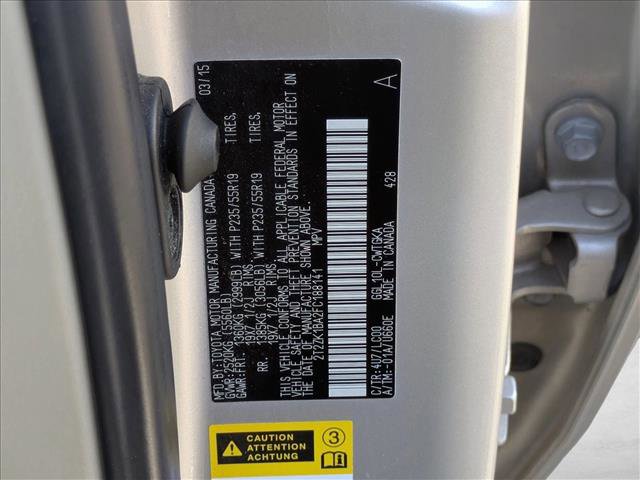 MFD.BY:TOYOTA MOTOR MANUFACTURING CANADA 03/15
GVWR:2520KG (5556LB)
GAWR:FRT. 1360KG (2999LB) WITH P235/55R19 TIRES,
19X7 1/2J RIMS
RR. 1385KG (3056LB) WITH P235/55R19 TIRES,
19X7 1/2J RIMS
THIS VEHICLE CONFORMS TO ALL APPLICABLE FEDERAL MOTOR
VEHICLE SAFETY AND THEFT PREVENTION STANDARDS IN EFFECT ON
THE DATE OF MANUFACTURE SHOWN ABOVE.
2T2ZK1BA2FC188141 MPV A
C/TR:4U7/LC00 GGL10L-CWTGKA 428
A/TM:-01A/U660E MADE IN CANADA
CAUTION
ATTENTION
ACHTUNG
3